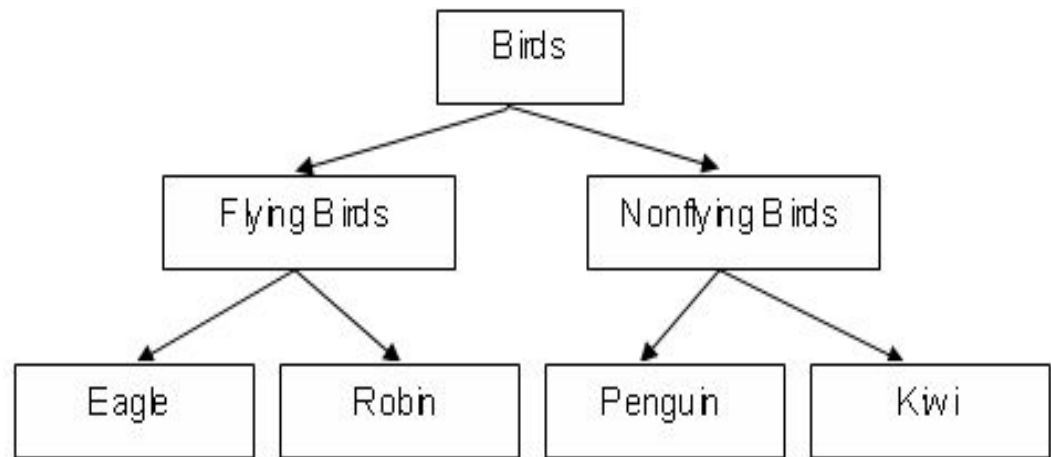 Birds
Flying Birds
Nonflying Birds
Eagle
Robin
Penguin
Kiwi